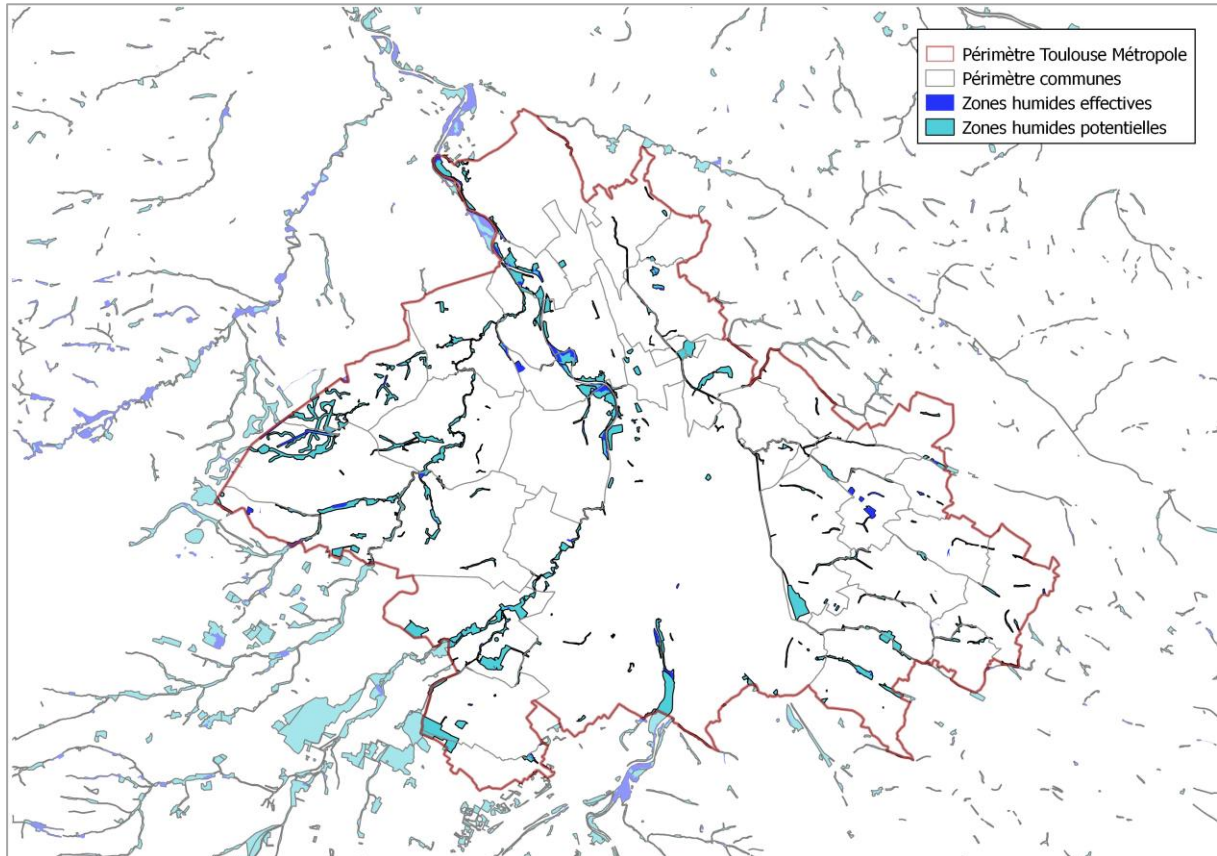 Périmètre Toulouse Métropole
Périmètre communes
Zones humides effectives
Zones humides potentielles